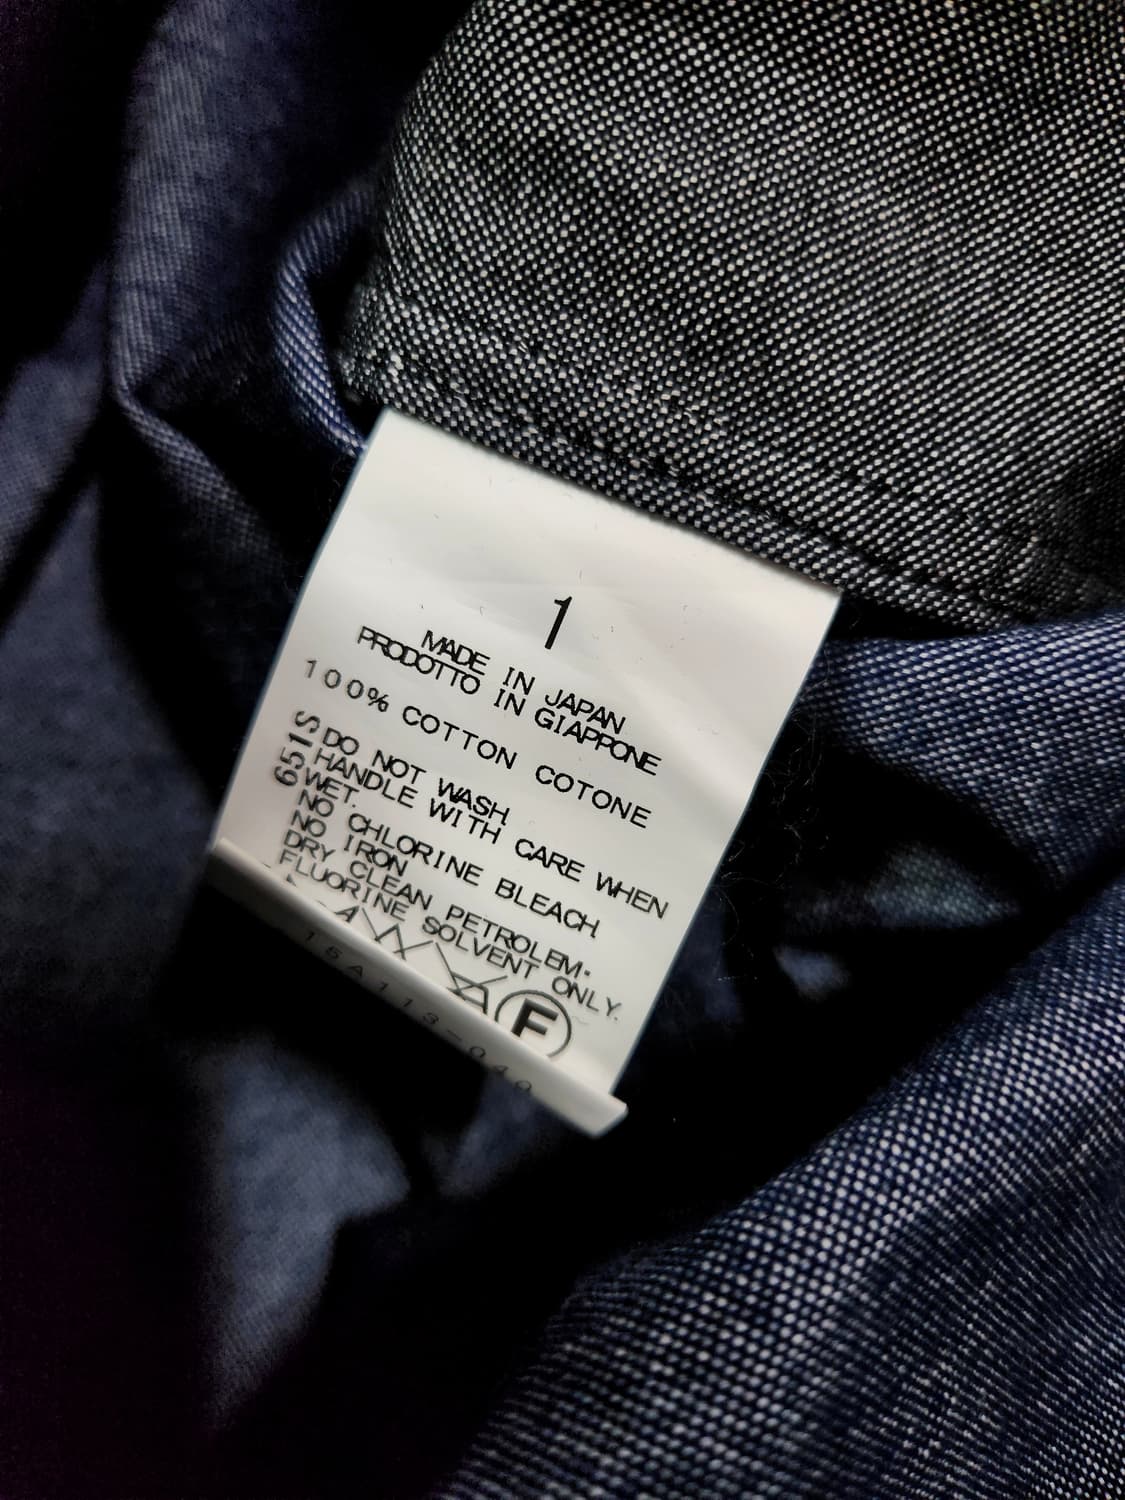 1
MADE IN JAPAN
PRODOTTO IN GIAPPONE
100% COTTON COTONE
651S
DO NOT WASH
HANDLE WITH CARE WHEN
WET.
NO CHLORINE BLEACH
NO IRON
DRY CLEAN PETROLEM-
FLUORINE SOLVENT ONLY.
F